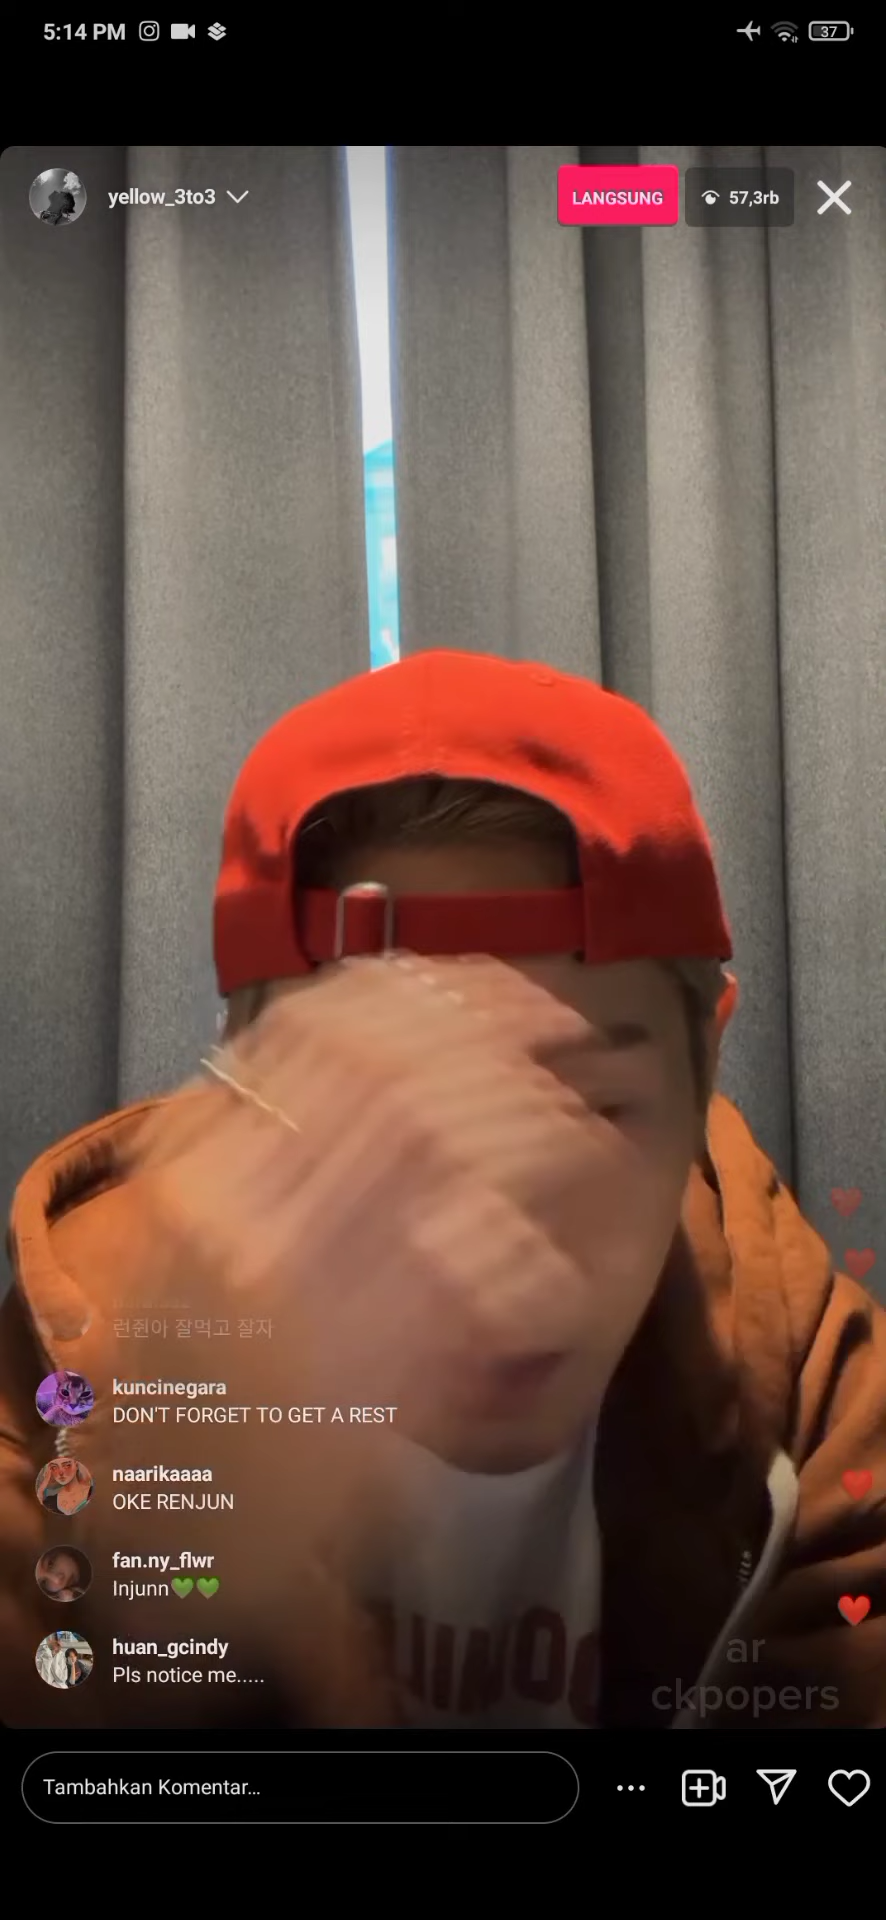 5:14 PM
37
yellow_3to3
LANGSUNG
57,3rb
런쥔아 잘먹고 잘자
kuncinegara
DON'T FORGET TO GET A REST
naarikaaaa
OKE RENJUN
fan.ny_flwr
Injunn💚💚
huan_gcindy
Pls notice me.....
ar
ckpopers
Tambahkan Komentar...